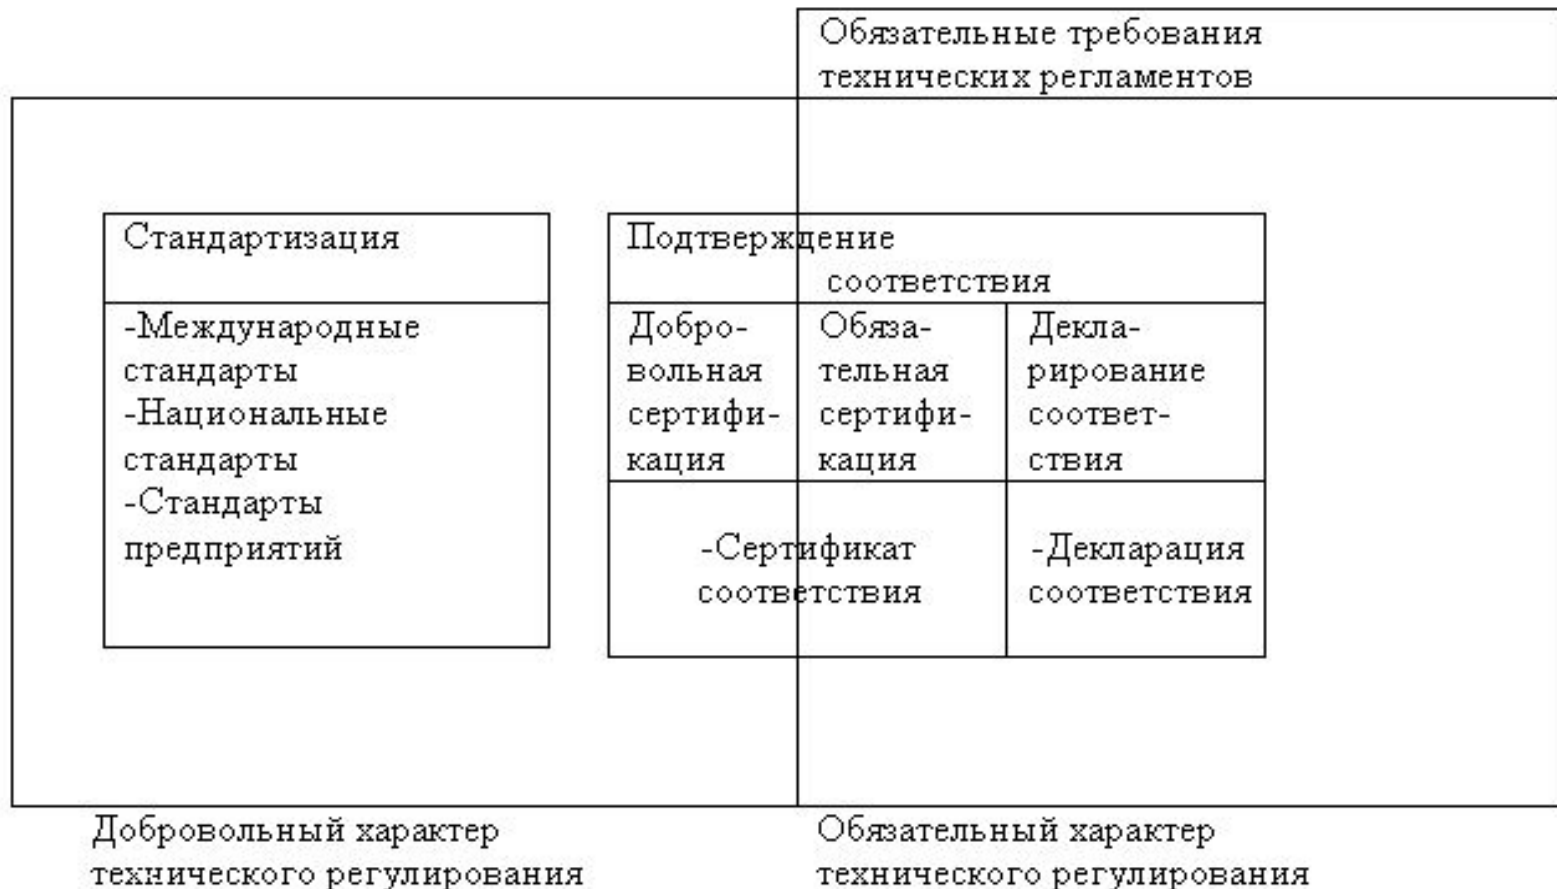 Обязательные требования
технических регламентов
Стандартизация
-Международные
стандарты
-Национальные
стандарты
-Стандарты
предприятий
Подтверждение
соответствия
Добро-
вольная
сертифи-
кация
Обяза-
тельная
сертифи-
кация
Декла-
рирование
соответ-
ствия
-Сертификат
соответствия
-Декларация
соответствия
Добровольный характер
технического регулирования
Обязательный характер
технического регулирования